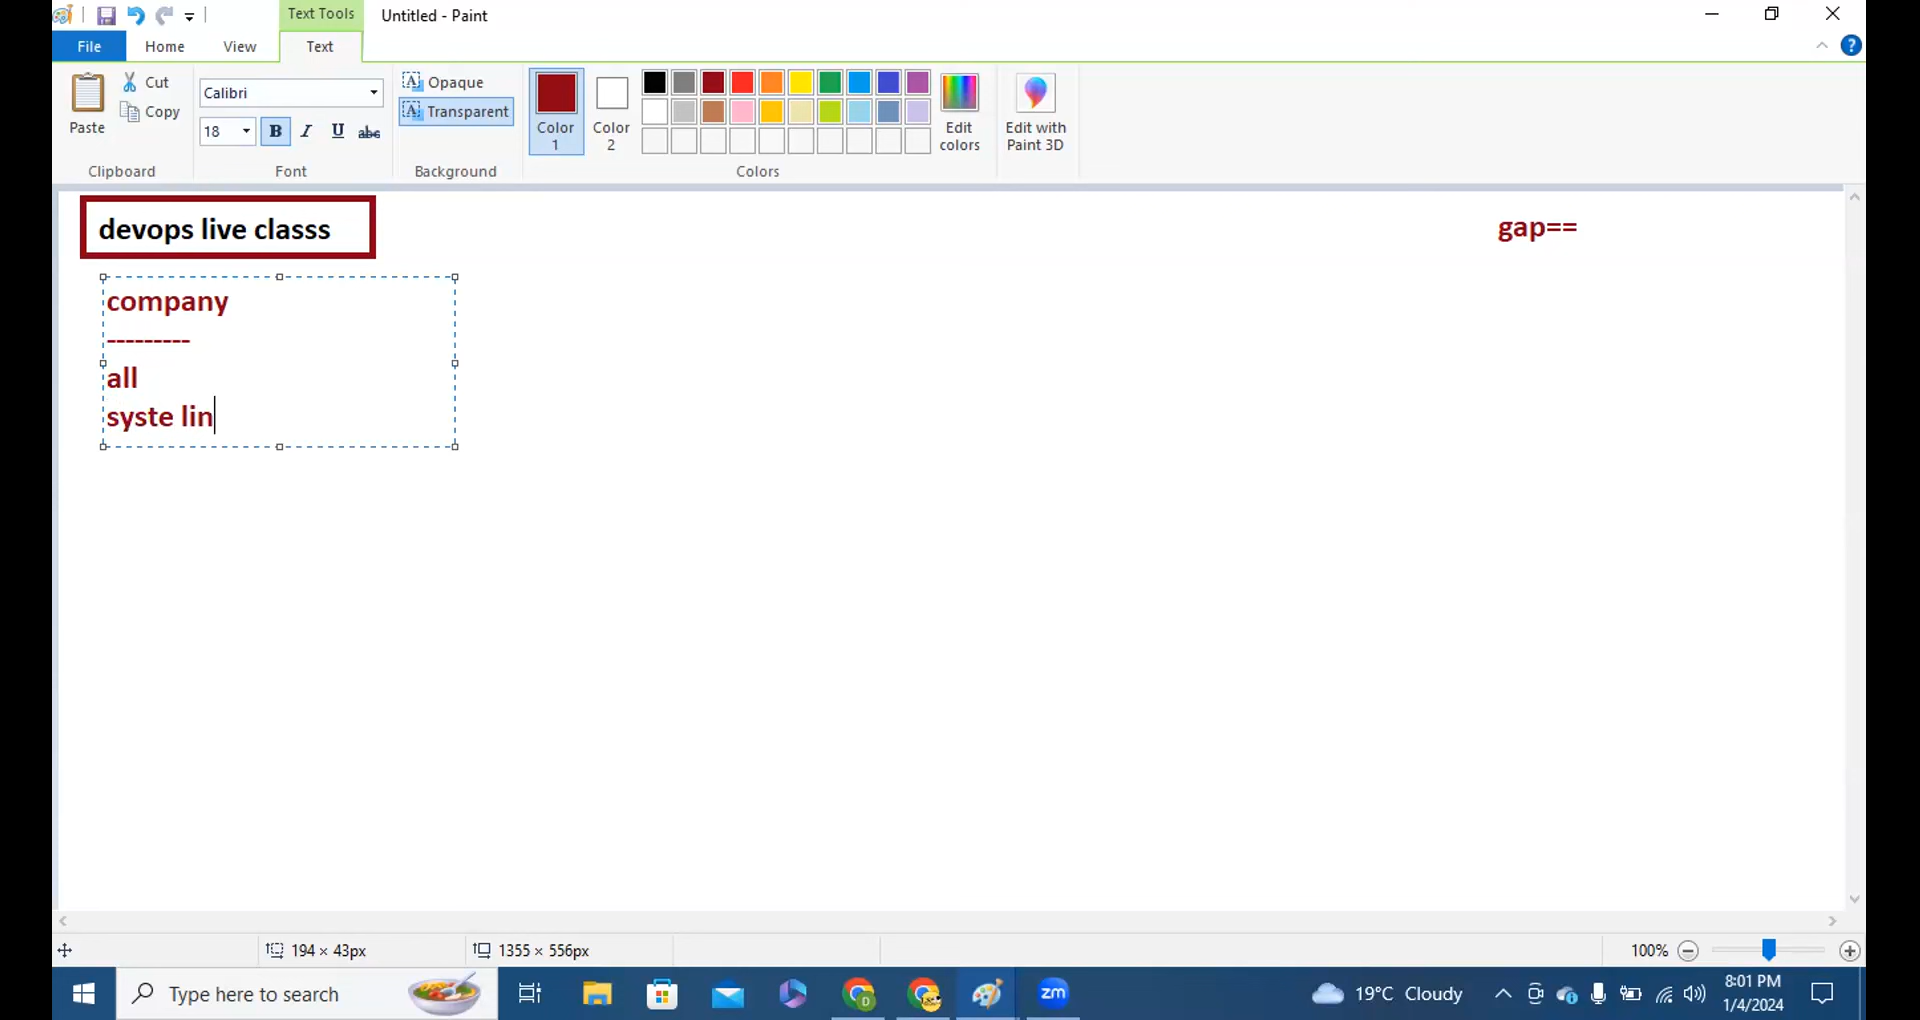 Text Tools
Untitled - Paint
File
Home
View
Text
Paste
Cut
Copy
Clipboard
Calibri
18
B I U abc
Font
Opaque
Transparent
Background
Color
1
Color
2
Edit
colors
Colors
Edit with
Paint 3D
devops live classs
gap==
company
---------
all
syste lin
194 × 43px
1355 × 556px
100%
Type here to search
D
zm
19°C Cloudy
8:01 PM
1/4/2024